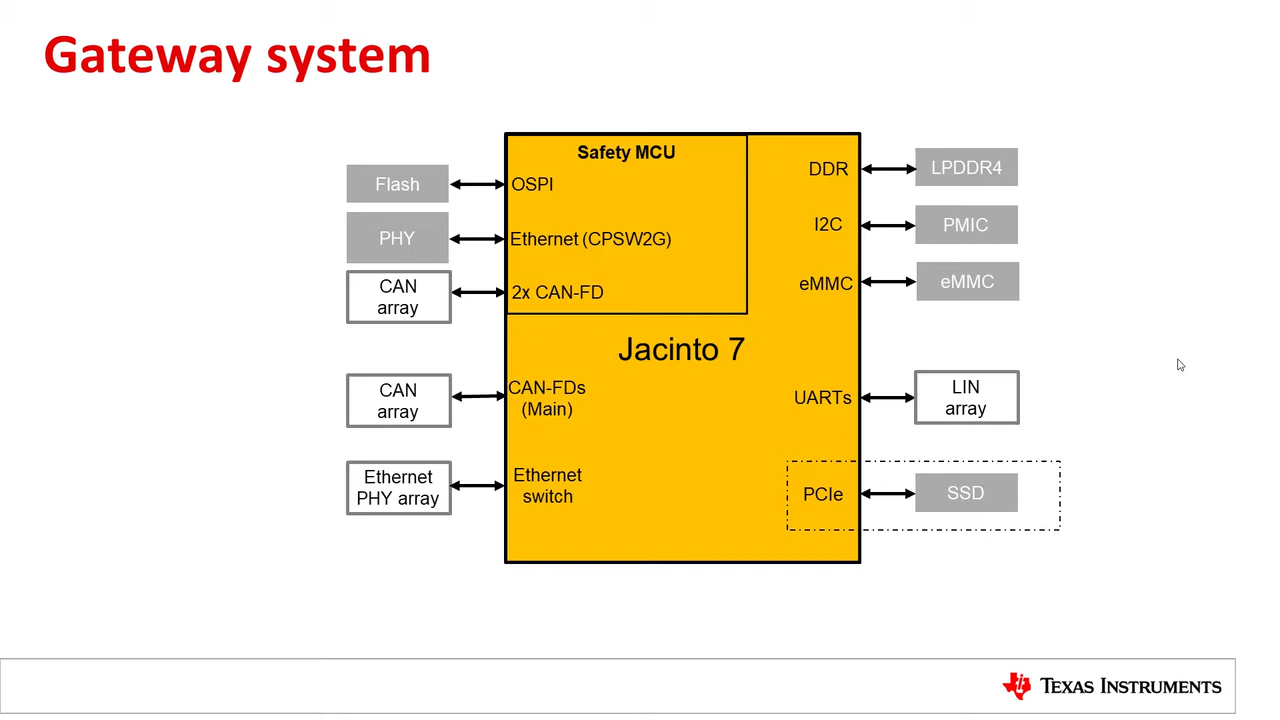 Gateway system
Safety MCU
Flash
OSPI
PHY
Ethernet (CPSW2G)
CAN
array
2x CAN-FD
DDR
LPDDR4
I2C
PMIC
eMMC
eMMC
Jacinto 7
CAN
array
CAN-FDs
(Main)
UARTs
LIN
array
Ethernet
PHY array
Ethernet
switch
PCIe
SSD
TEXAS INSTRUMENTS